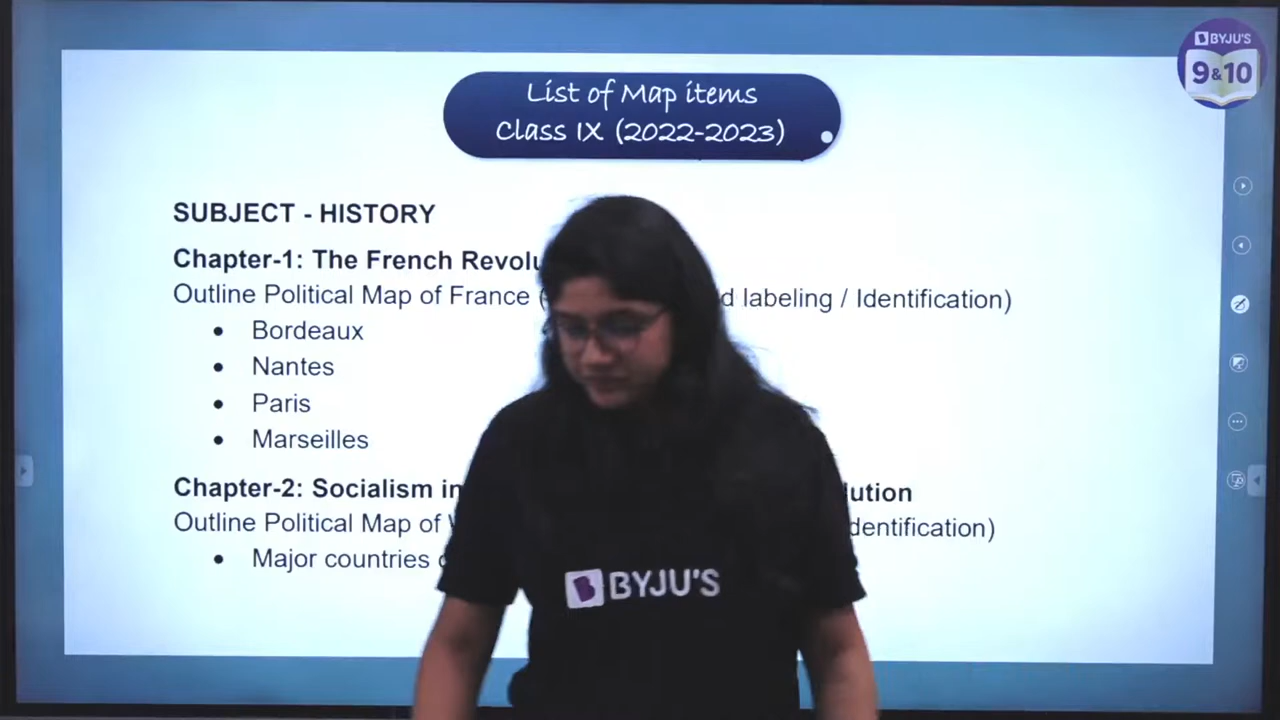 BYJU'S
9&10
List of Map items
Class IX (2022-2023)
SUBJECT - HISTORY
Chapter-1: The French Revolu
Outline Political Map of France ( d labeling / Identification)
• Bordeaux
• Nantes
• Paris
• Marseilles
Chapter-2: Socialism in lution
Outline Political Map of dentification)
• Major countries
BYJU'S